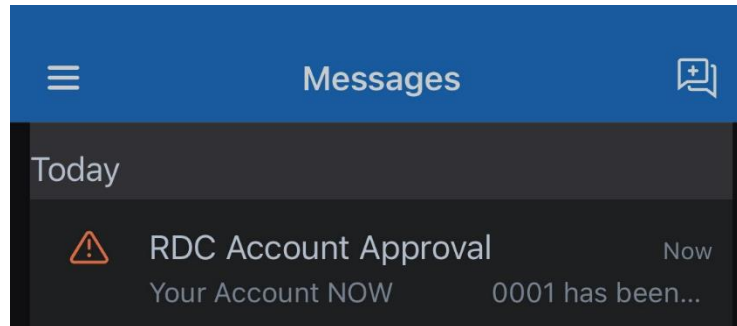 Messages
Today
RDC Account Approval Now
Your Account NOW 0001 has been...